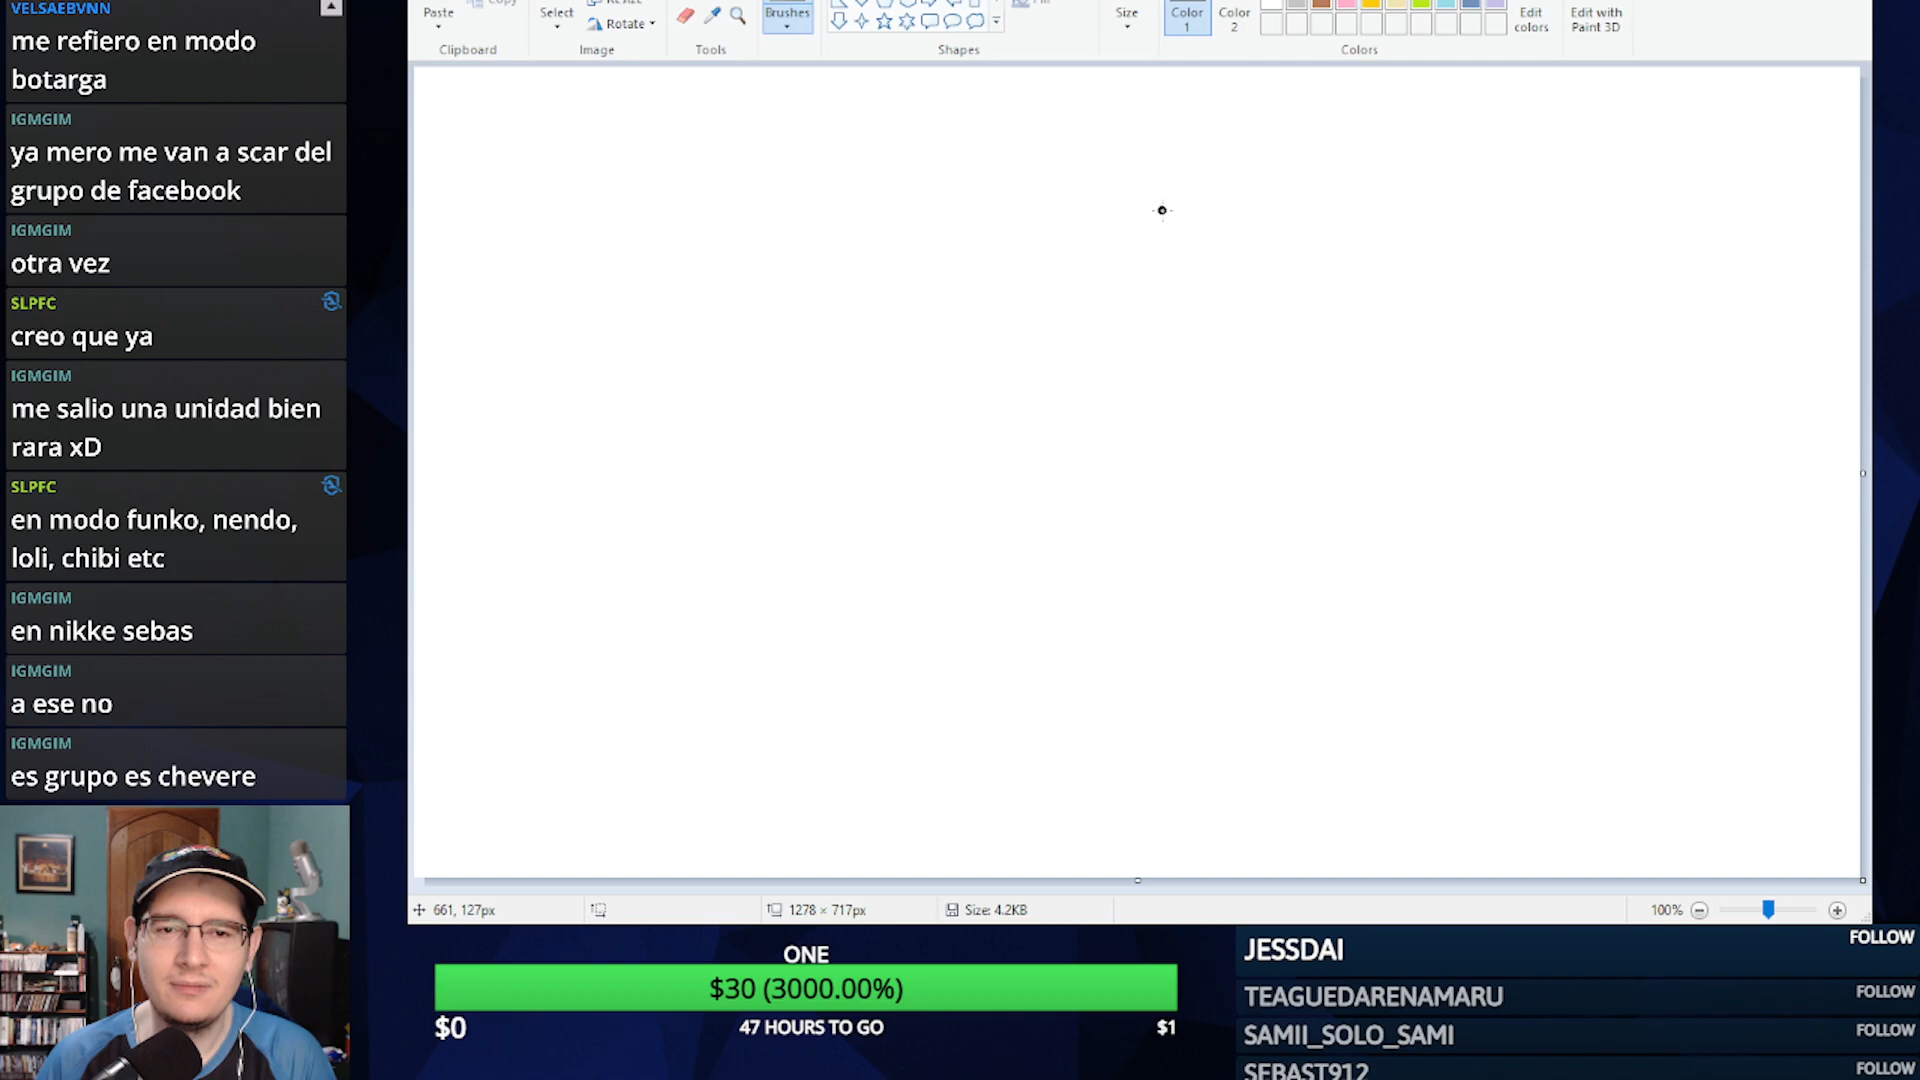 VELSAEBVNN
me refiero en modo
botarga
IGMGIM
ya mero me van a scar del
grupo de facebook
IGMGIM
otra vez
SLPFC
creo que ya
IGMGIM
me salio una unidad bien
rara xD
SLPFC
en modo funko, nendo,
loli, chibi etc
IGMGIM
en nikke sebas
IGMGIM
a ese no
IGMGIM
es grupo es chevere
Paste
Copy
Clipboard
Select
Rotate
Image
Tools
Brushes
Shapes
Size
Color
1
Color
2
Edit
colors
Edit with
Paint 3D
Colors
661, 127px
1278 × 717px
Size: 4.2KB
100%
ONE
$30 (3000.00%)
$0
47 HOURS TO GO
$1
JESSDAI
FOLLOW
TEAGUEDARENAMARU
FOLLOW
SAMII_SOLO_SAMI
FOLLOW
SEBAST912
FOLLOW